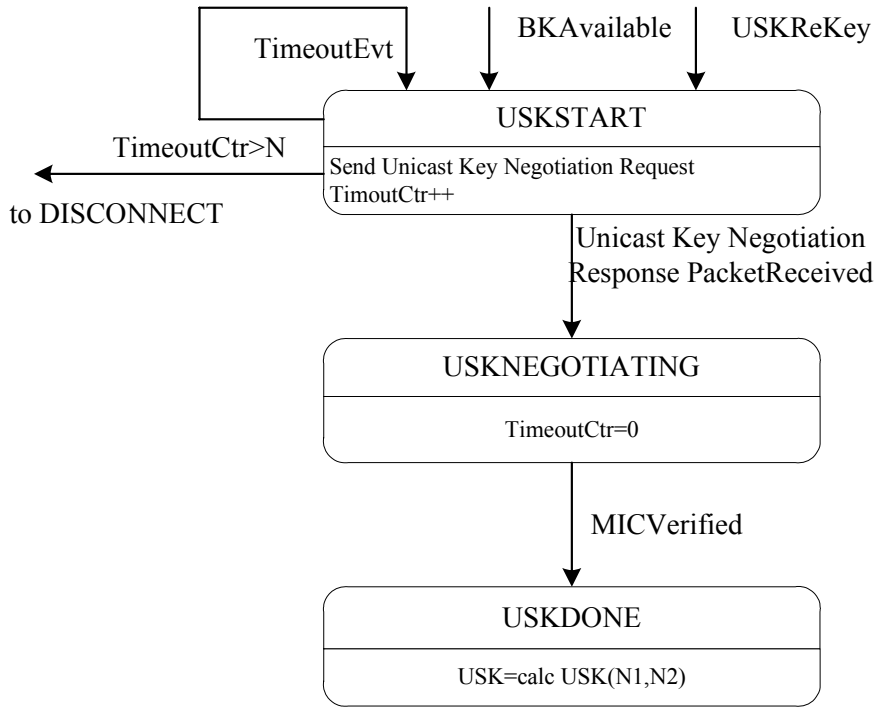 BKAvailable
USKReKey
TimeoutEvt
USKSTART
TimeoutCtr>N
Send Unicast Key Negotiation Request
TimoutCtr++
to DISCONNECT
Unicast Key Negotiation
Response PacketReceived
USKNEGOTIATING
TimeoutCtr=0
MICVerified
USKDONE
USK=calc USK(N1,N2)